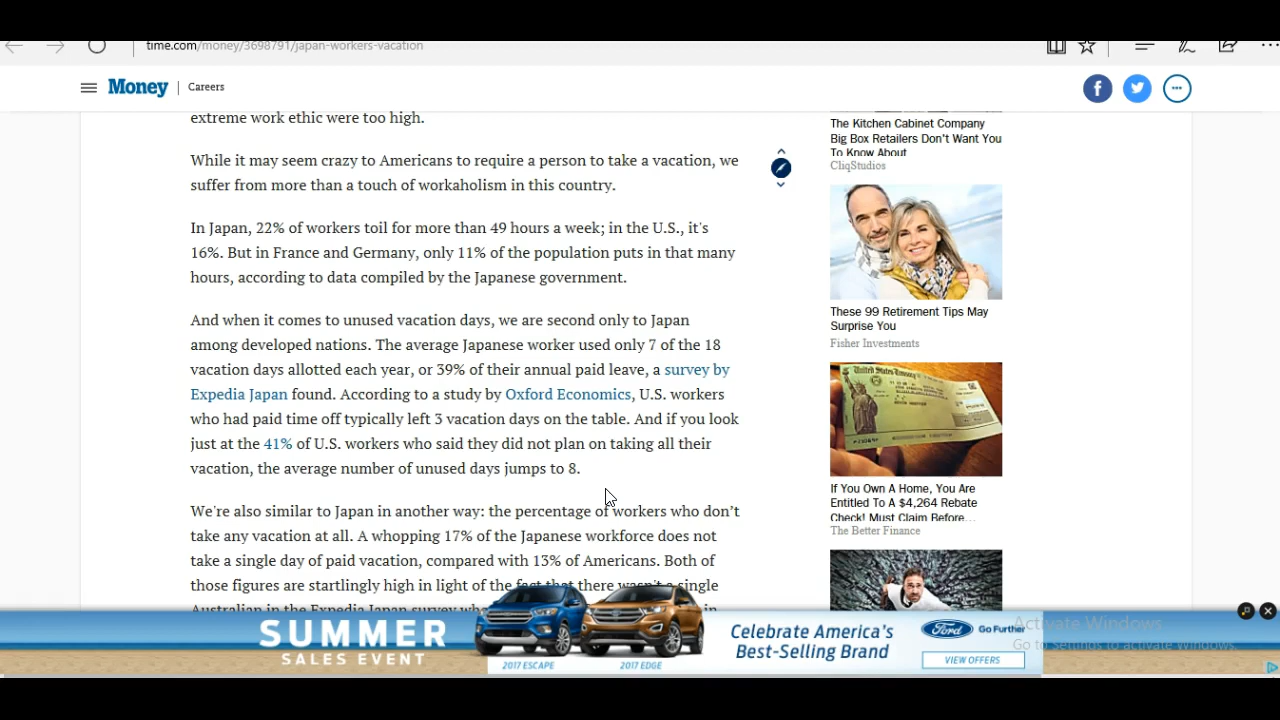 time.com/money/3698791/japan-workers-vacation
Money | Careers
extreme work ethic were too high.
While it may seem crazy to Americans to require a person to take a vacation, we
suffer from more than a touch of workaholism in this country.
In Japan, 22% of workers toil for more than 49 hours a week; in the U.S., it's
16%. But in France and Germany, only 11% of the population puts in that many
hours, according to data compiled by the Japanese government.
And when it comes to unused vacation days, we are second only to Japan
among developed nations. The average Japanese worker used only 7 of the 18
vacation days allotted each year, or 39% of their annual paid leave, a survey by
Expedia Japan found. According to a study by Oxford Economics, U.S. workers
who had paid time off typically left 3 vacation days on the table. And if you look
just at the 41% of U.S. workers who said they did not plan on taking all their
vacation, the average number of unused days jumps to 8.
We're also similar to Japan in another way: the percentage of workers who don’t
take any vacation at all. A whopping 17% of the Japanese workforce does not
take a single day of paid vacation, compared with 13% of Americans. Both of
those figures are startlingly high in light of the fact that there wasn't a single
Australian in the Expedia Japan survey who
in
The Kitchen Cabinet Company
Big Box Retailers Don't Want You
To Know About
CliqStudios
These 99 Retirement Tips May
Surprise You
Fisher Investments
United States Treasury
If You Own A Home, You Are
Entitled To A $4,264 Rebate
Check! Must Claim Before...
The Better Finance
SUMMER
SALES EVENT
2017 ESCAPE
2017 EDGE
Celebrate America's
Best-Selling Brand
Ford Go Further
VIEW OFFERS
Activate Windows
Go to Settings to activate Windows.